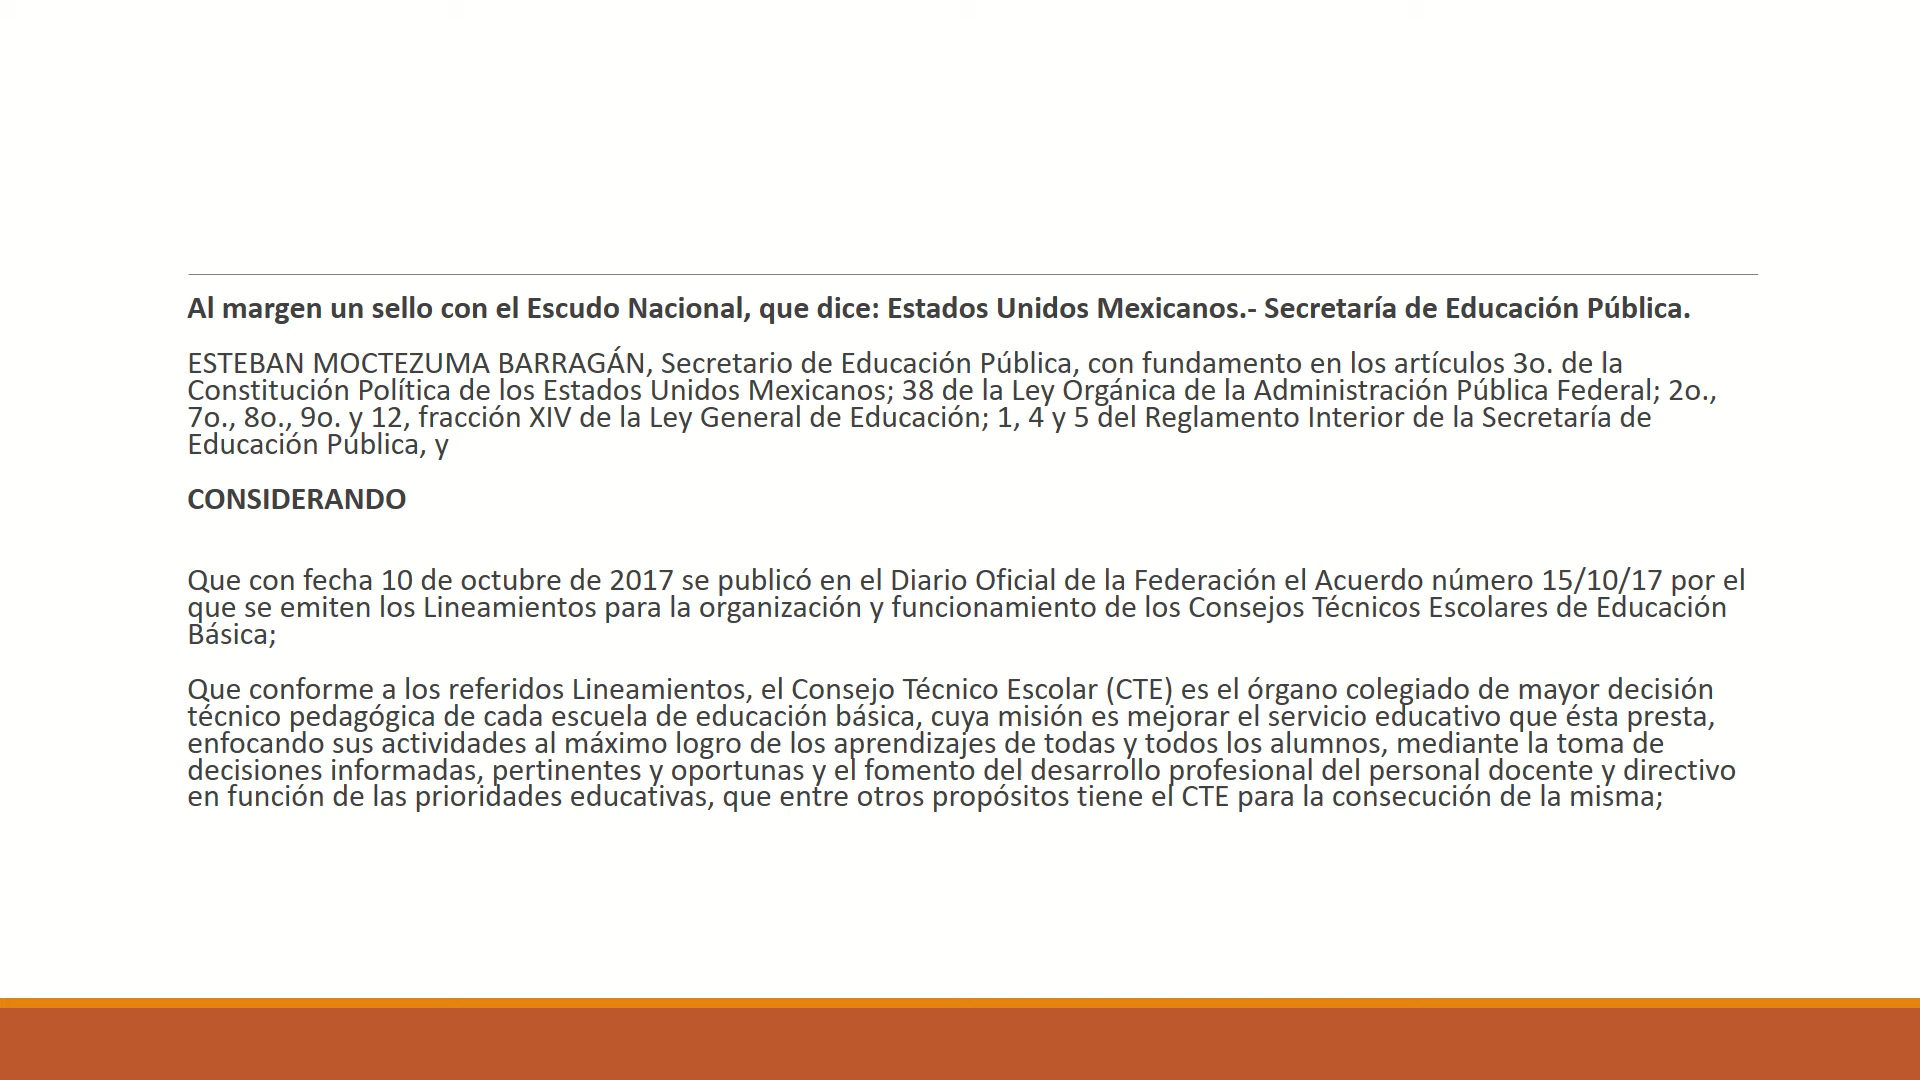 Al margen un sello con el Escudo Nacional, que dice: Estados Unidos Mexicanos.- Secretaría de Educación Pública.
ESTEBAN MOCTEZUMA BARRAGÁN, Secretario de Educación Pública, con fundamento en los artículos 3o. de la
Constitución Política de los Estados Unidos Mexicanos; 38 de la Ley Orgánica de la Administración Pública Federal; 2o.,
7o., 8o., 9o. y 12, fracción XIV de la Ley General de Educación; 1, 4 y 5 del Reglamento Interior de la Secretaría de
Educación Pública, y
CONSIDERANDO
Que con fecha 10 de octubre de 2017 se publicó en el Diario Oficial de la Federación el Acuerdo número 15/10/17 por el
que se emiten los Lineamientos para la organización y funcionamiento de los Consejos Técnicos Escolares de Educación
Básica;
Que conforme a los referidos Lineamientos, el Consejo Técnico Escolar (CTE) es el órgano colegiado de mayor decisión
técnico pedagógica de cada escuela de educación básica, cuya misión es mejorar el servicio educativo que ésta presta,
enfocando sus actividades al máximo logro de los aprendizajes de todas y todos los alumnos, mediante la toma de
decisiones informadas, pertinentes y oportunas y el fomento del desarrollo profesional del personal docente y directivo
en función de las prioridades educativas, que entre otros propósitos tiene el CTE para la consecución de la misma;